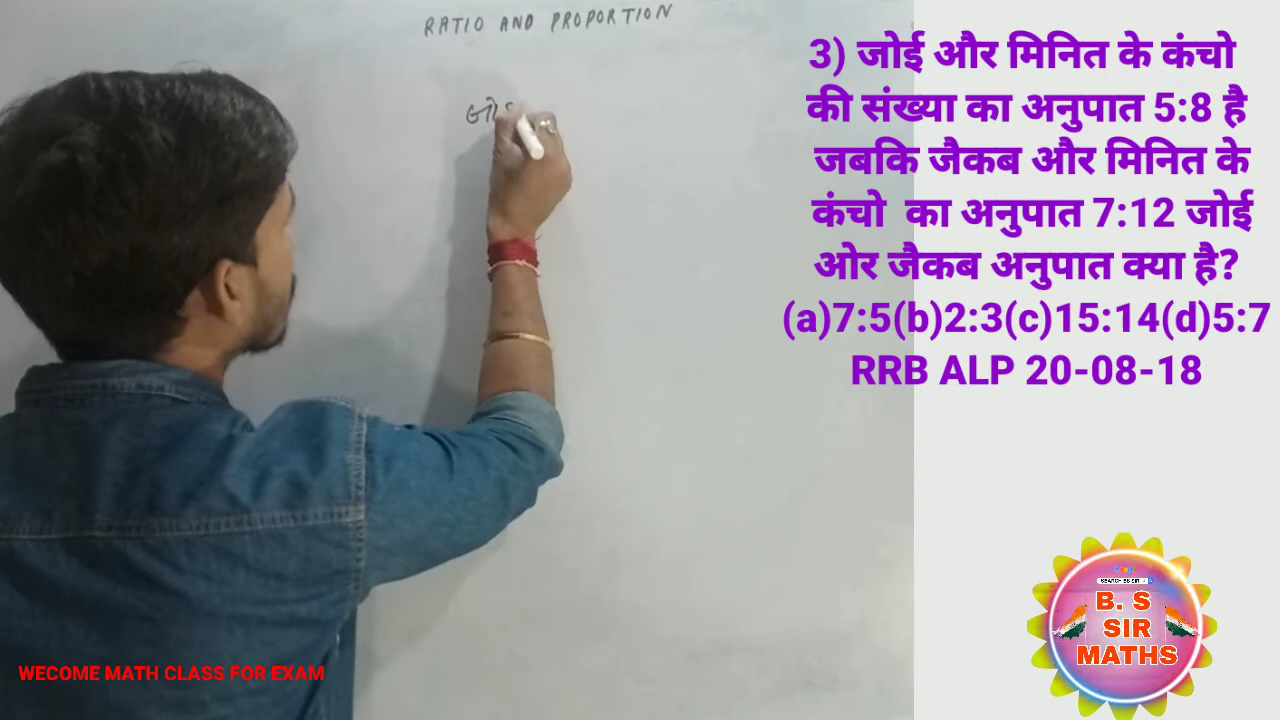 RATIO AND PROPORTION
3) जोई और मिनित के कंचो
की संख्या का अनुपात 5:8 है
जबकि जैकब और मिनित के
कंचो का अनुपात 7:12 जोई
ओर जैकब अनुपात क्या है?
(a)7:5(b)2:3(c)15:14(d)5:7
RRB ALP 20-08-18
B. S
SIR
MATHS
WECOME MATH CLASS FOR EXAM